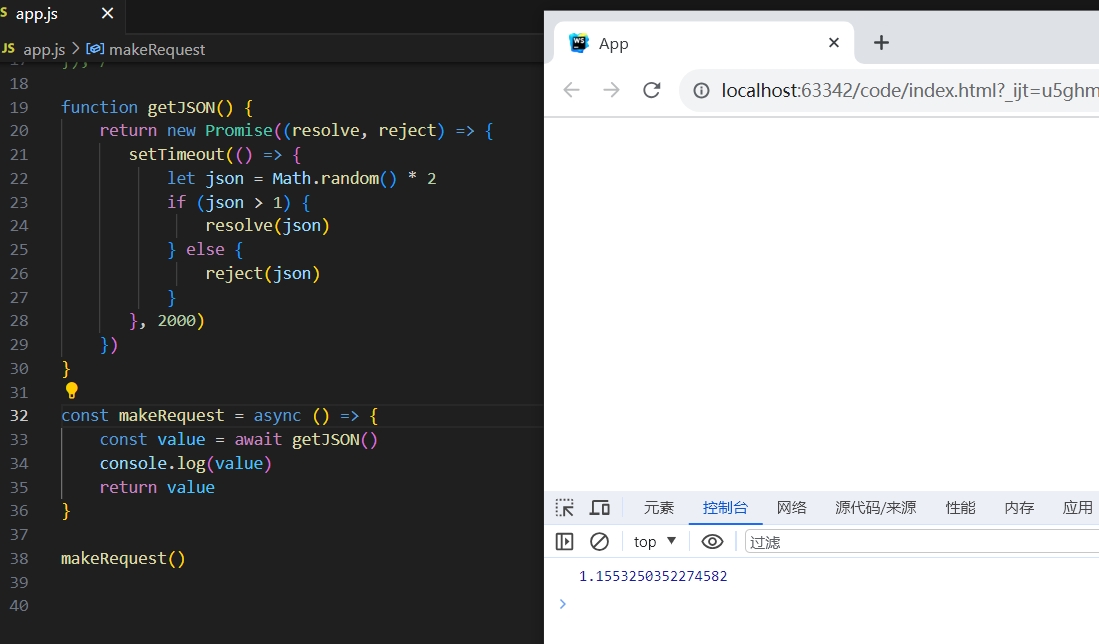 JS app.js ×
JS app.js > makeRequest
18
19 function getJSON() {
20 return new Promise((resolve, reject) => {
21 setTimeout(() => {
22 let json = Math.random() * 2
23 if (json > 1) {
24 resolve(json)
25 } else {
26 reject(json)
27 }
28 }, 2000)
29 })
30 }
31
32 const makeRequest = async () => {
33 const value = await getJSON()
34 console.log(value)
35 return value
36 }
37
38 makeRequest()
39
40
WS App × +
localhost:63342/code/index.html?_ijt=u5ghm
元素 控制台 网络 源代码/来源 性能 内存 应用
top ▼ 过滤
1.1553250352274582
>